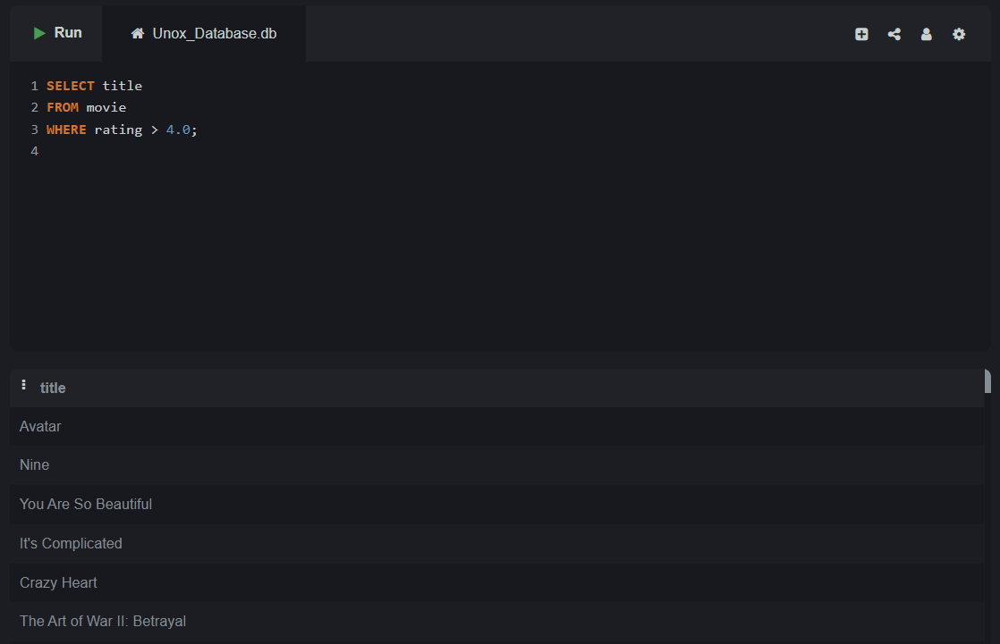 Run
Unox_Database.db
1 SELECT title
2 FROM movie
3 WHERE rating > 4.0;
4
title
Avatar
Nine
You Are So Beautiful
It's Complicated
Crazy Heart
The Art of War II: Betrayal